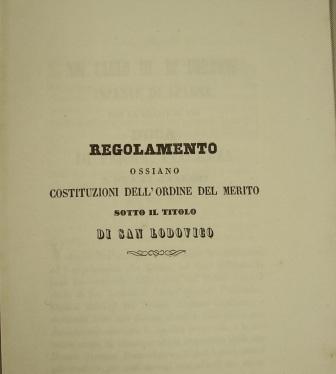 REGOLAMENTO
OSSIANO
COSTITUZIONI DELL'ORDINE DEL MERITO
SOTTO IL TITOLO
DI SAN LODOVICO